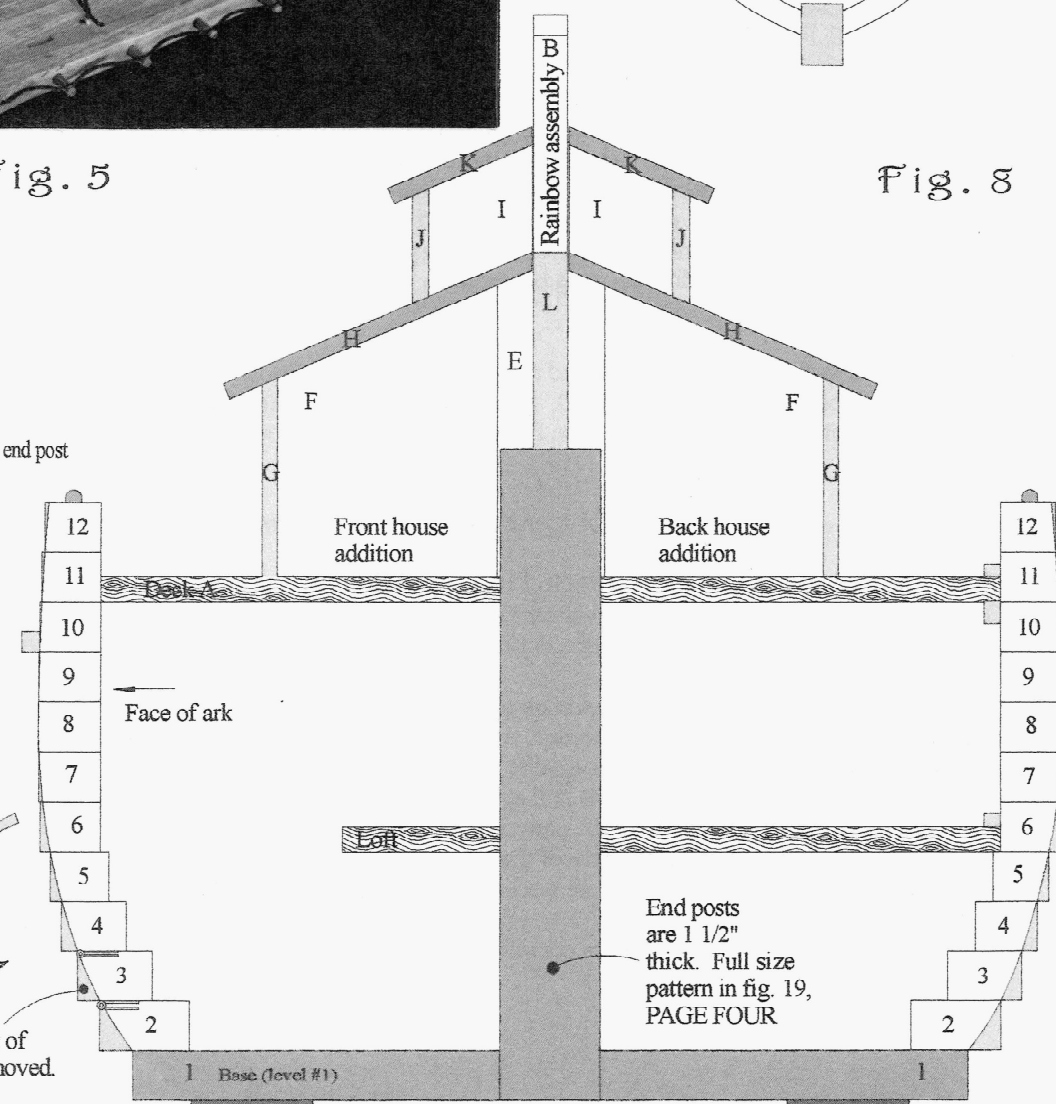 ig. 5
Fig. 8
B
Rainbow assembly
K
K
I
I
J
J
L
H
H
E
F
F
end post
G
G
Front house
addition
Back house
addition
12
12
11
11
Deck A
10
10
9
9
Face of ark
8
8
7
7
6
6
Loft
5
5
End posts
are 1 1/2"
thick. Full size
pattern in fig. 19,
PAGE FOUR
4
4
3
3
2
2
of
1
Base (level #1)
1